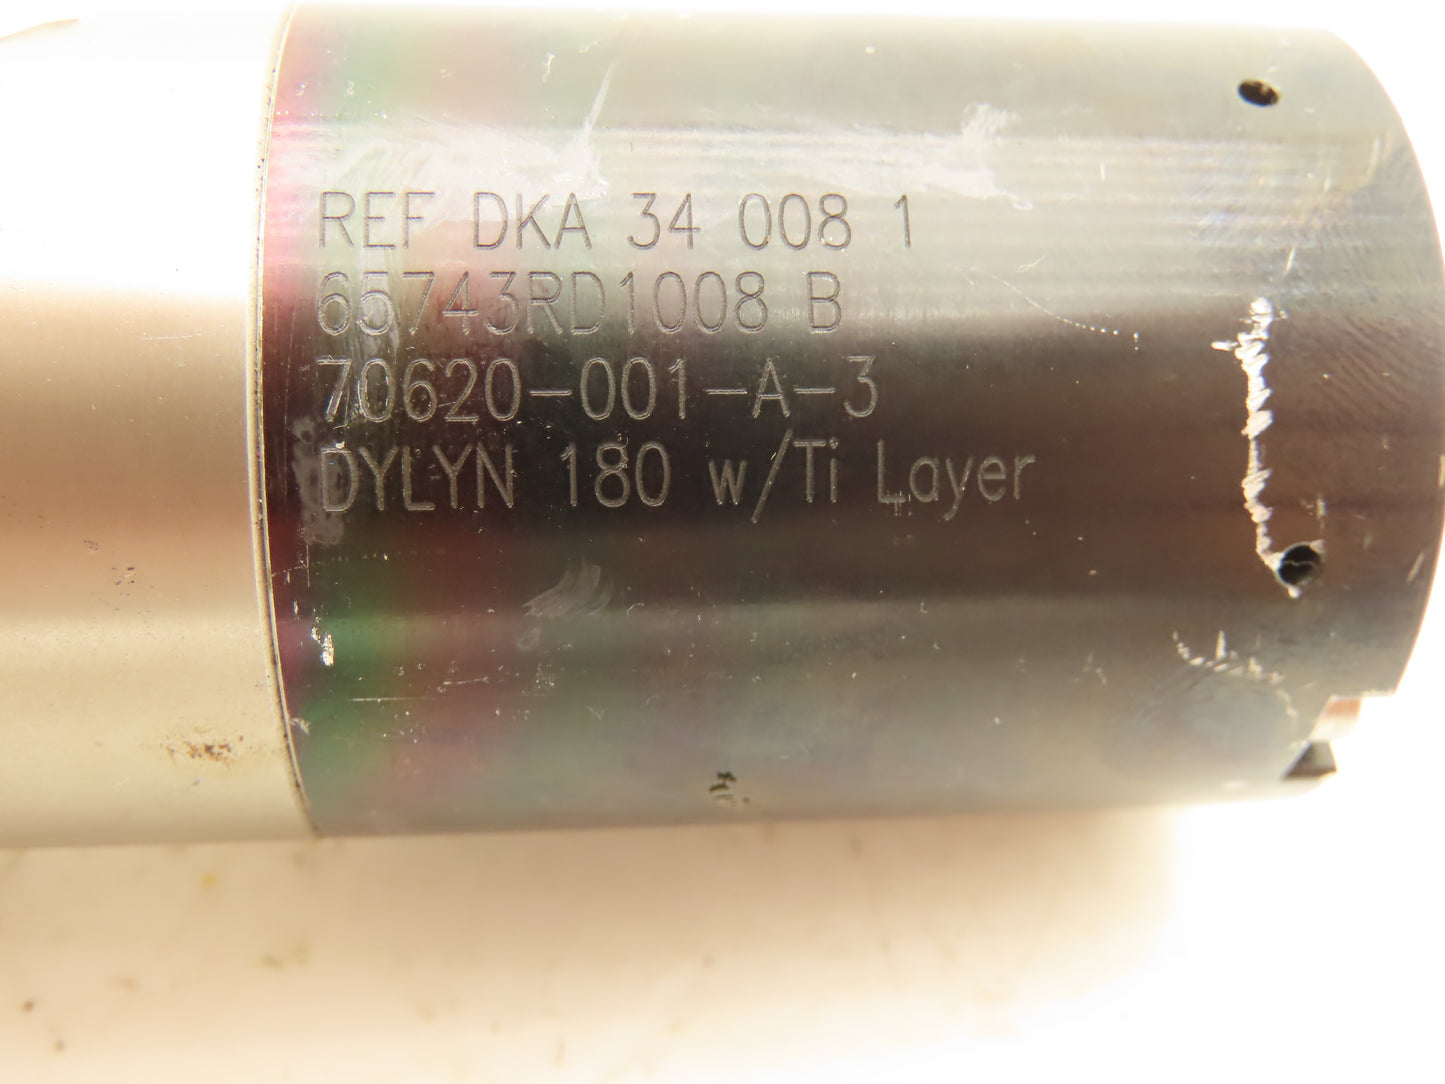 REF DKA 34 008 1
65743RD1008 B
70620-001-A-3
DYLYN 180 w/Ti Layer